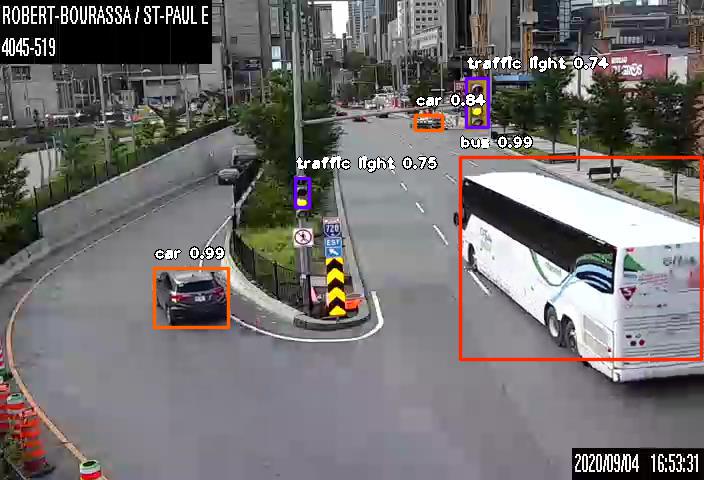 ROBERT-BOURASSA / ST-PAUL E
4045-519
traffic light 0.74
car 0.84
bus 0.99
traffic light 0.75
car 0.99
720
EST
2020/09/04 16:53:31